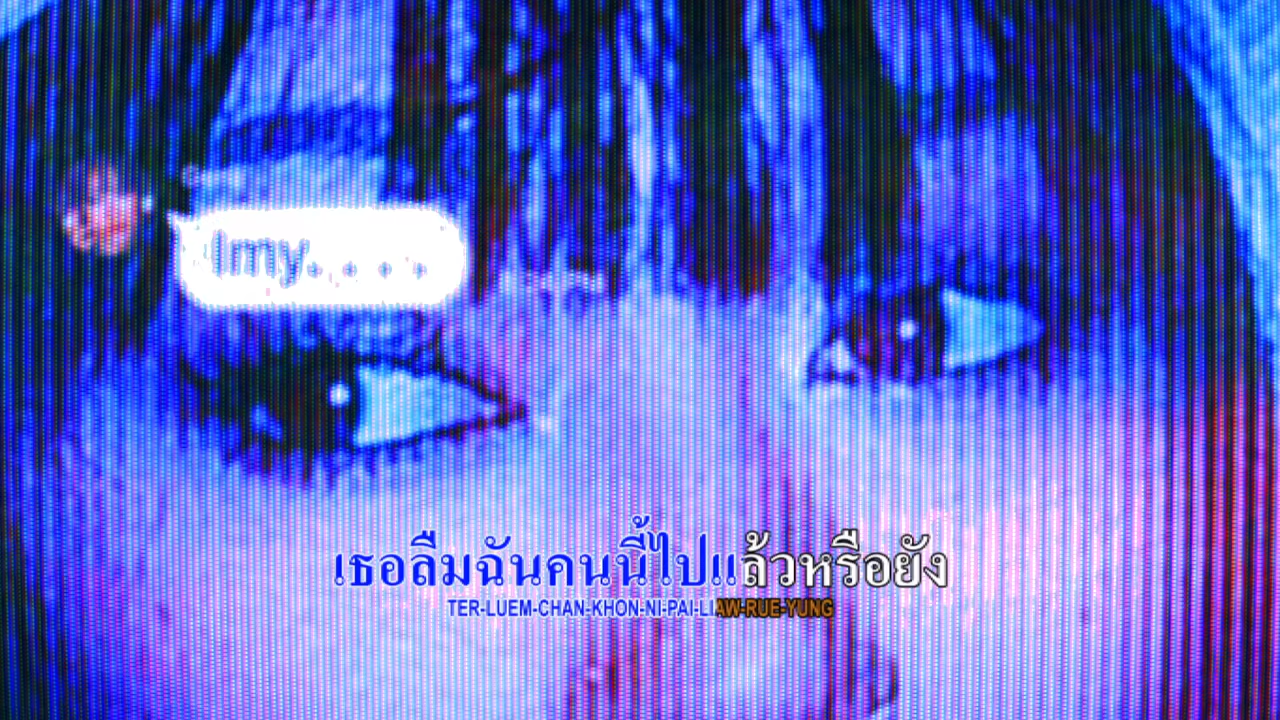 Imy. . . .
เธอลืมฉันคนนี้ไปแล้วหรือยัง
TER-LUEM-CHAN-KHON-NI-PAI-LIAW-RUE-YUNG